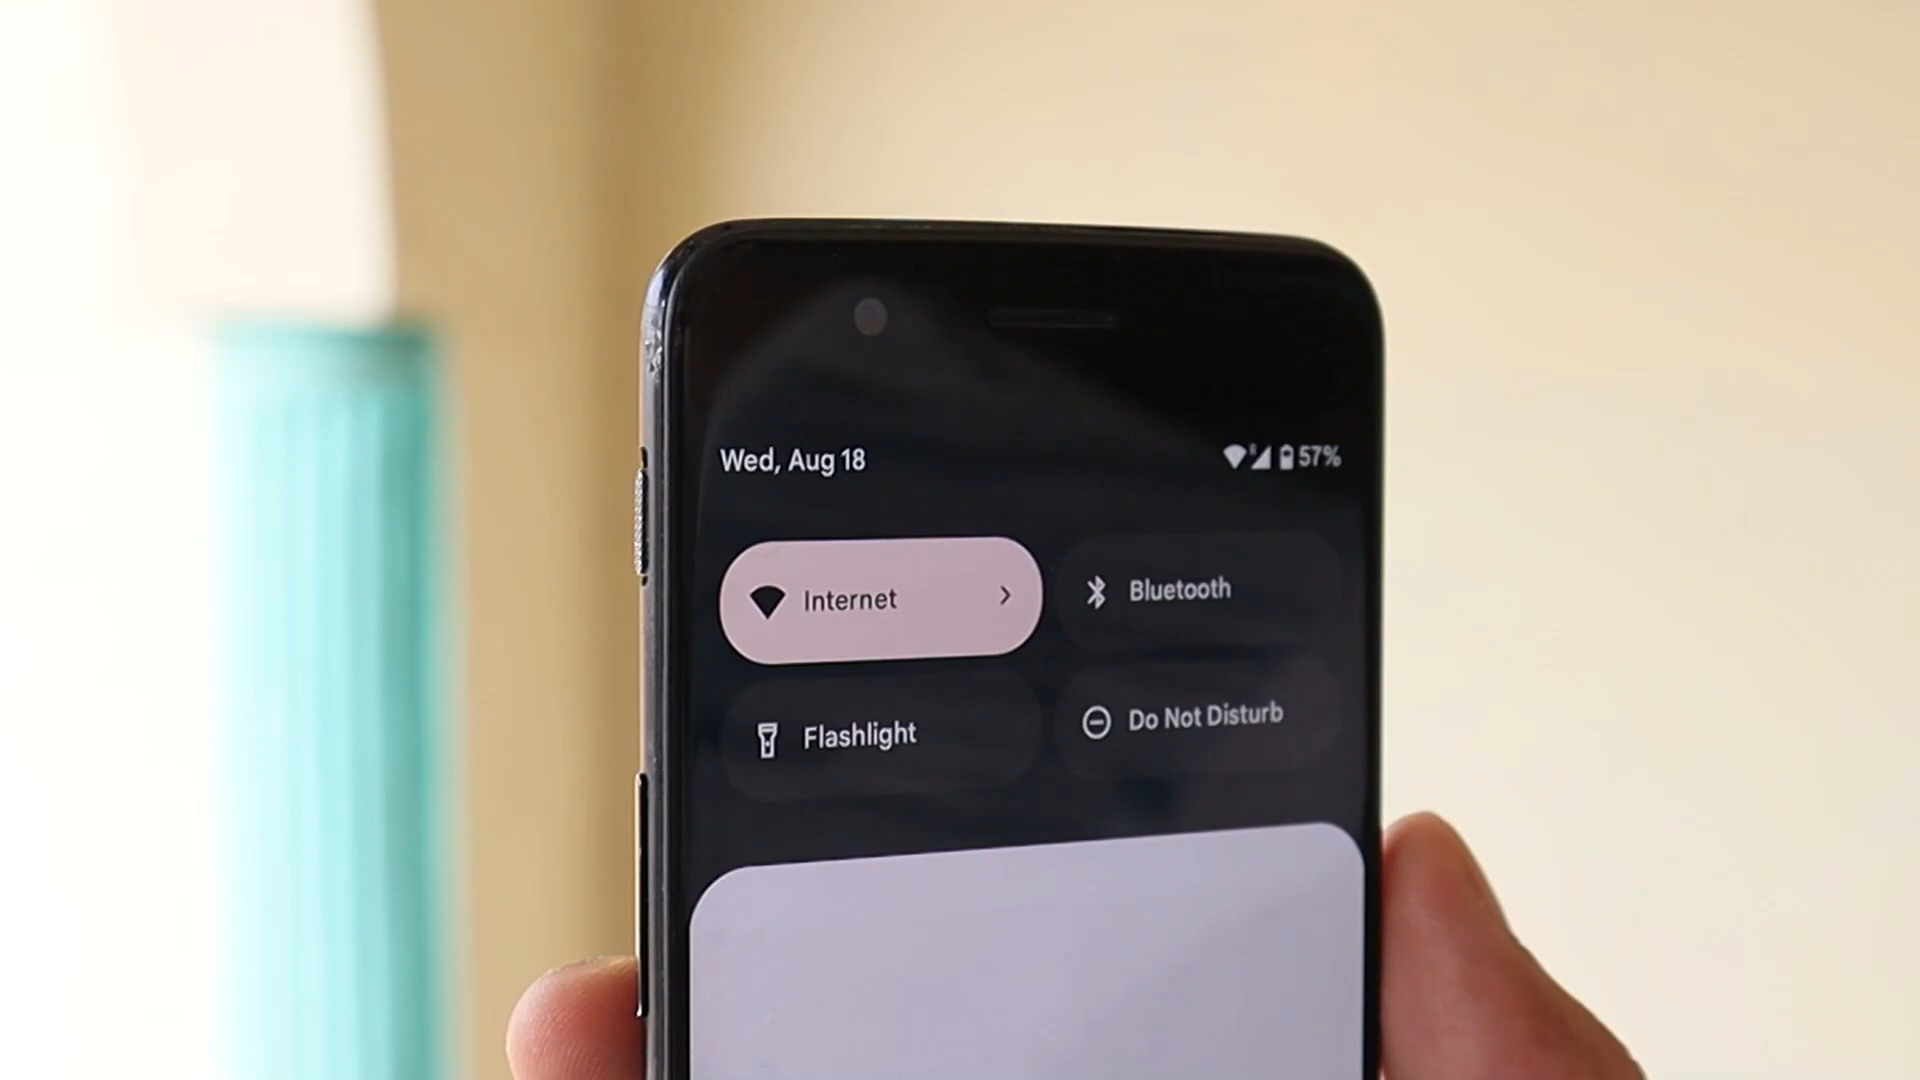 Wed, Aug 18
57%
Internet
Bluetooth
Flashlight
Do Not Disturb